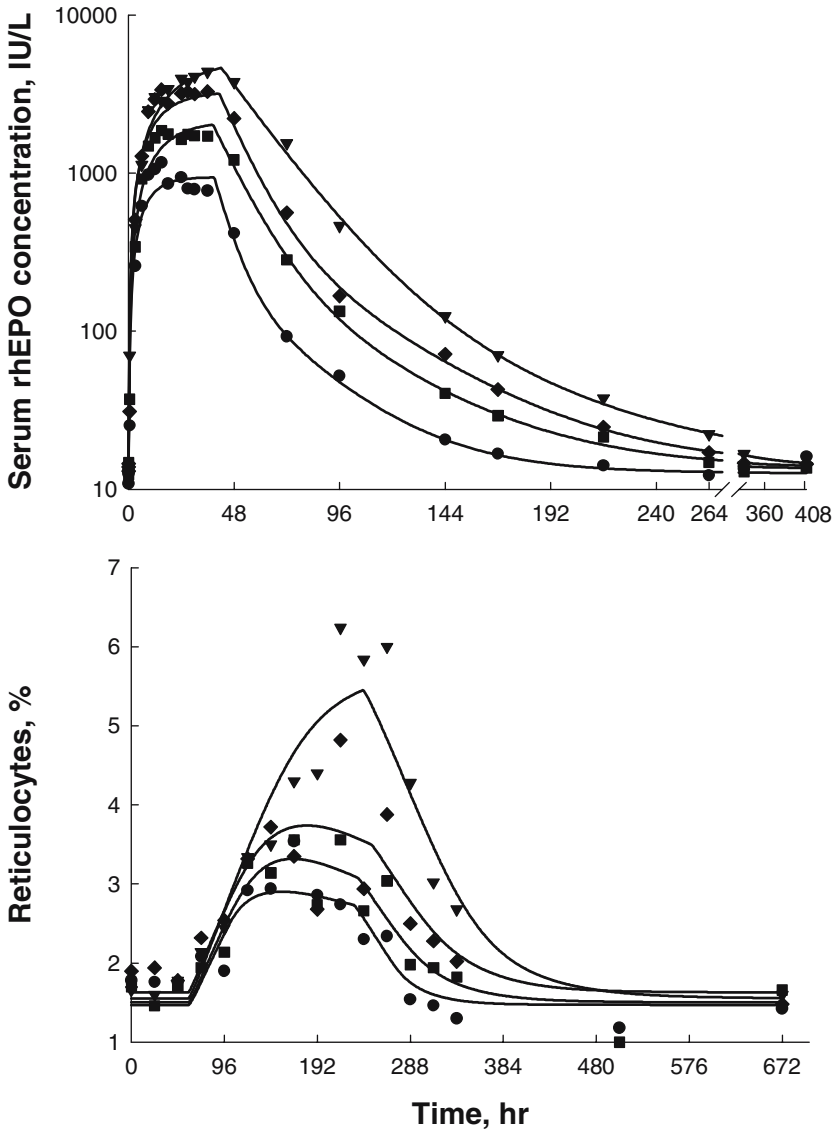 Serum rhEPO concentration, IU/L
10000
1000
100
10
0 48 96 144 192 240 264 360 408
Reticulocytes, %
7
6
5
4
3
2
1
0 96 192 288 384 480 576 672
Time, hr